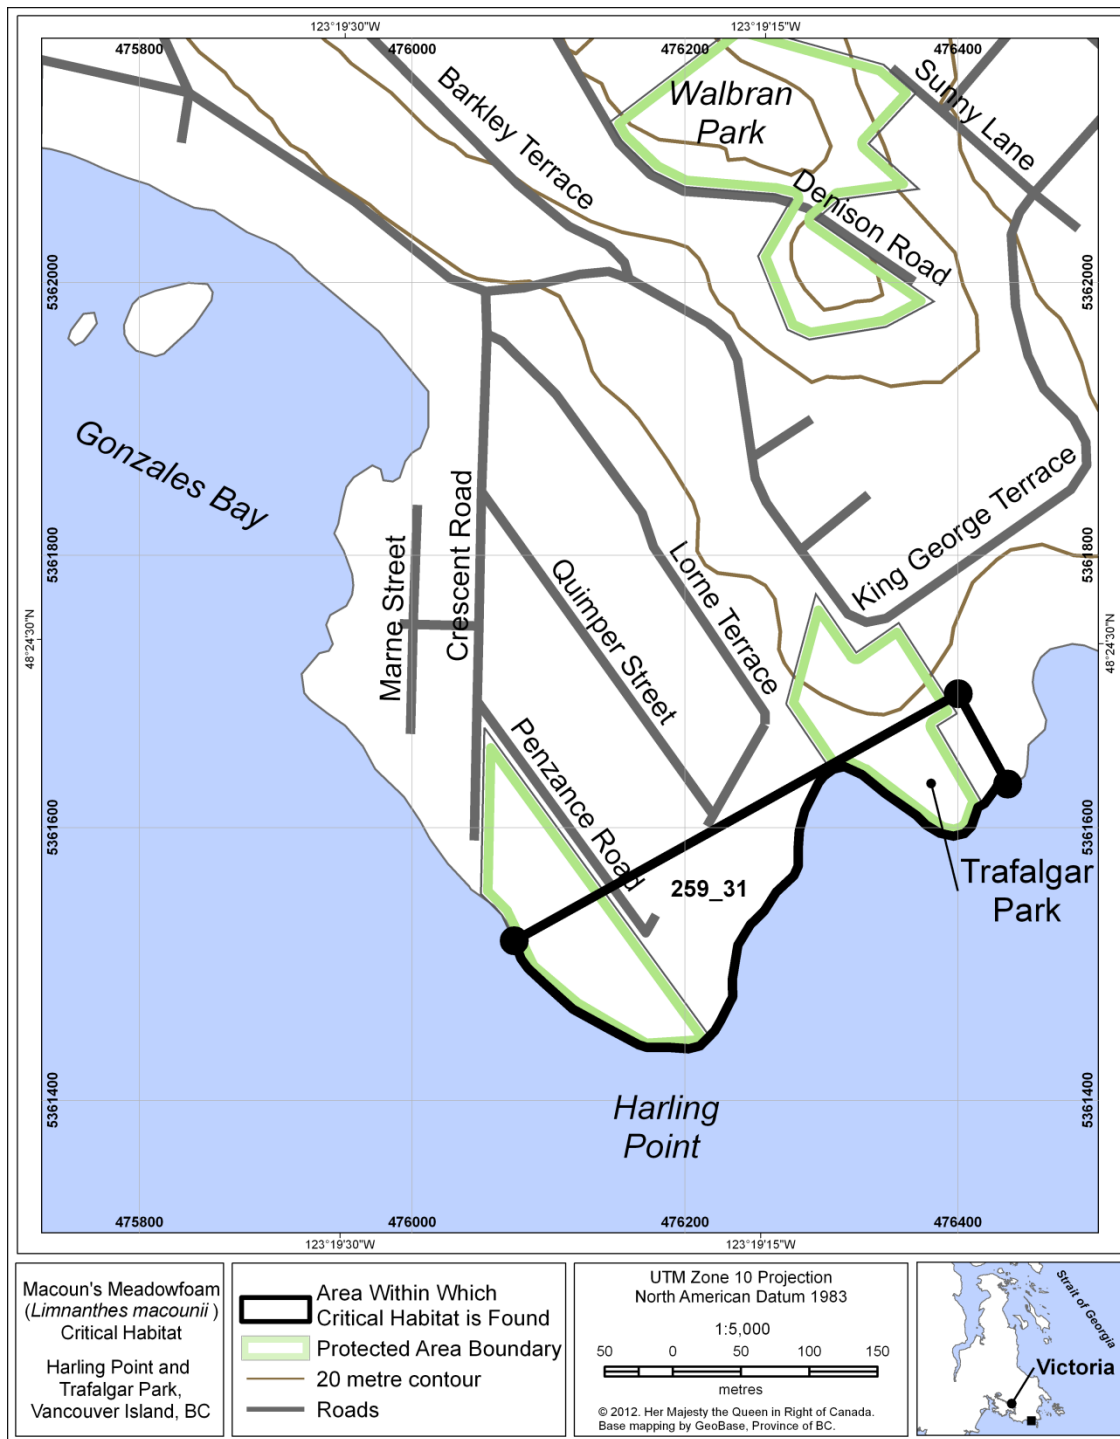 123°19'30"W
123°19'15"W
475800
476000
476200
476400
Walbran
Park
Sunny Lane
Barkley Terrace
Denison Road
5362000
5362000
Gonzales Bay
King George Terrace
5361800
5361800
Marne Street
Crescent Road
Quimper Street
Lorne Terrace
48°24'30"N
48°24'30"N
Penzance Road
5361600
5361600
259_31
Trafalgar
Park
5361400
5361400
Harling
Point
475800
476000
476200
476400
123°19'30"W
123°19'15"W
Macoun's Meadowfoam
(Limnanthes macounii )
Critical Habitat
Harling Point and
Trafalgar Park,
Vancouver Island, BC
Area Within Which
Critical Habitat is Found
Protected Area Boundary
20 metre contour
Roads
UTM Zone 10 Projection
North American Datum 1983
1:5,000
50 0 50 100 150
metres
© 2012. Her Majesty the Queen in Right of Canada.
Base mapping by GeoBase, Province of BC.
Strait of Georgia
Victoria